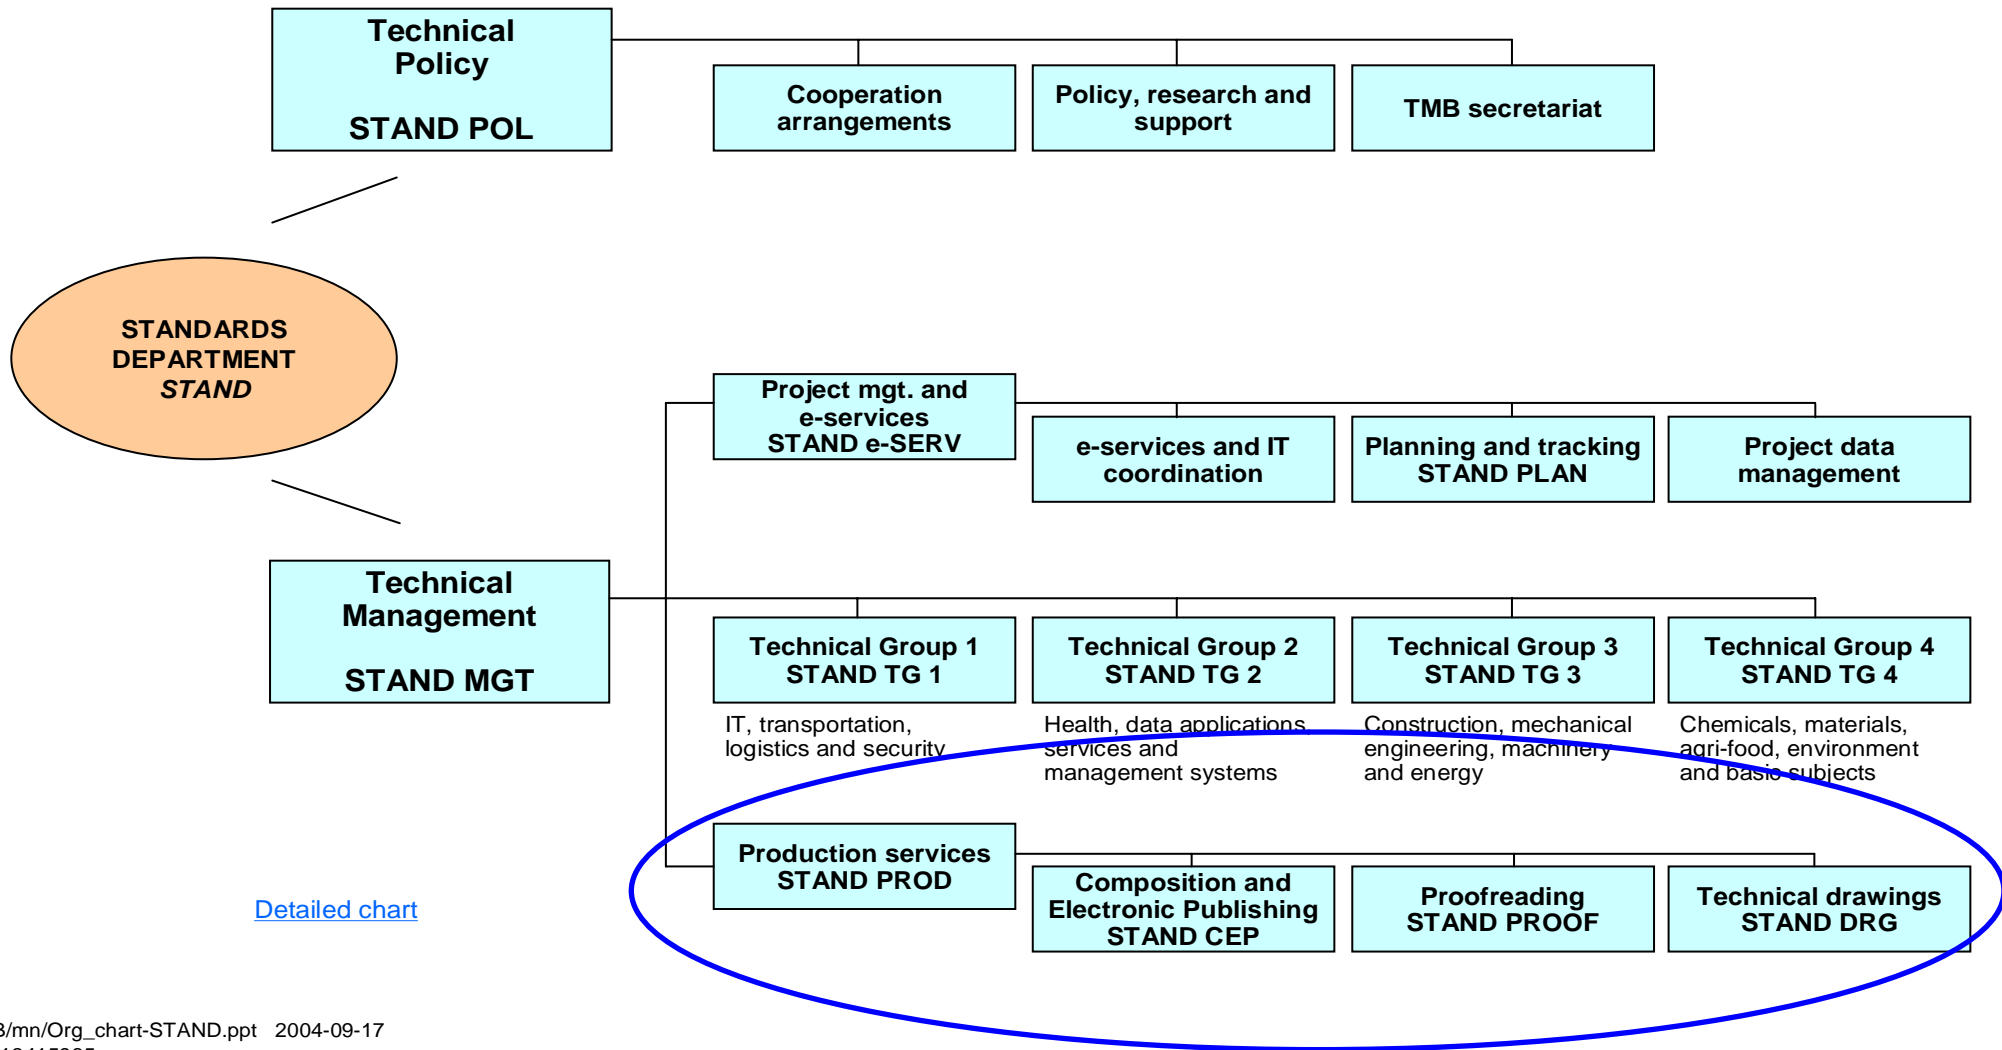 Technical
Policy
STAND POL
Cooperation
arrangements
Policy, research and
support
TMB secretariat
STANDARDS
DEPARTMENT
STAND
Project mgt. and
e-services
STAND e-SERV
e-services and IT
coordination
Planning and tracking
STAND PLAN
Project data
management
Technical
Management
STAND MGT
Technical Group 1
STAND TG 1
Technical Group 2
STAND TG 2
Technical Group 3
STAND TG 3
Technical Group 4
STAND TG 4
IT, transportation,
logistics and security
Health, data applications,
services and
management systems
Construction, mechanical
engineering, machinery
and energy
Chemicals, materials,
agri-food, environment
and basic subjects
Production services
STAND PROD
Composition and
Electronic Publishing
STAND CEP
Proofreading
STAND PROOF
Technical drawings
STAND DRG
Detailed chart
/mn/Org_chart-STAND.ppt 2004-09-17